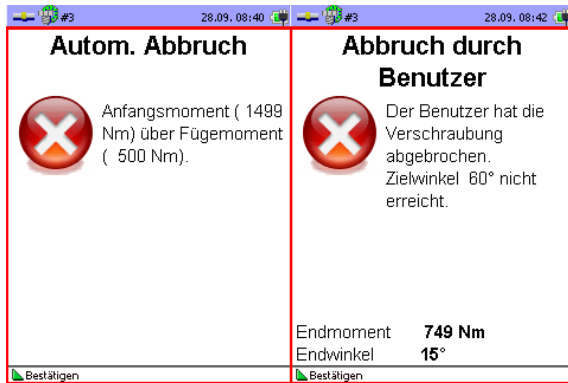 #3 28.09. 08:40
Autom. Abbruch
Anfangsmoment ( 1499
Nm) über Fügemoment
( 500 Nm).
Bestätigen
#3 28.09. 08:42
Abbruch durch
Benutzer
Der Benutzer hat die
Verschraubung
abgebrochen.
Zielwinkel 60° nicht
erreicht.
Endmoment 749 Nm
Endwinkel 15°
Bestätigen